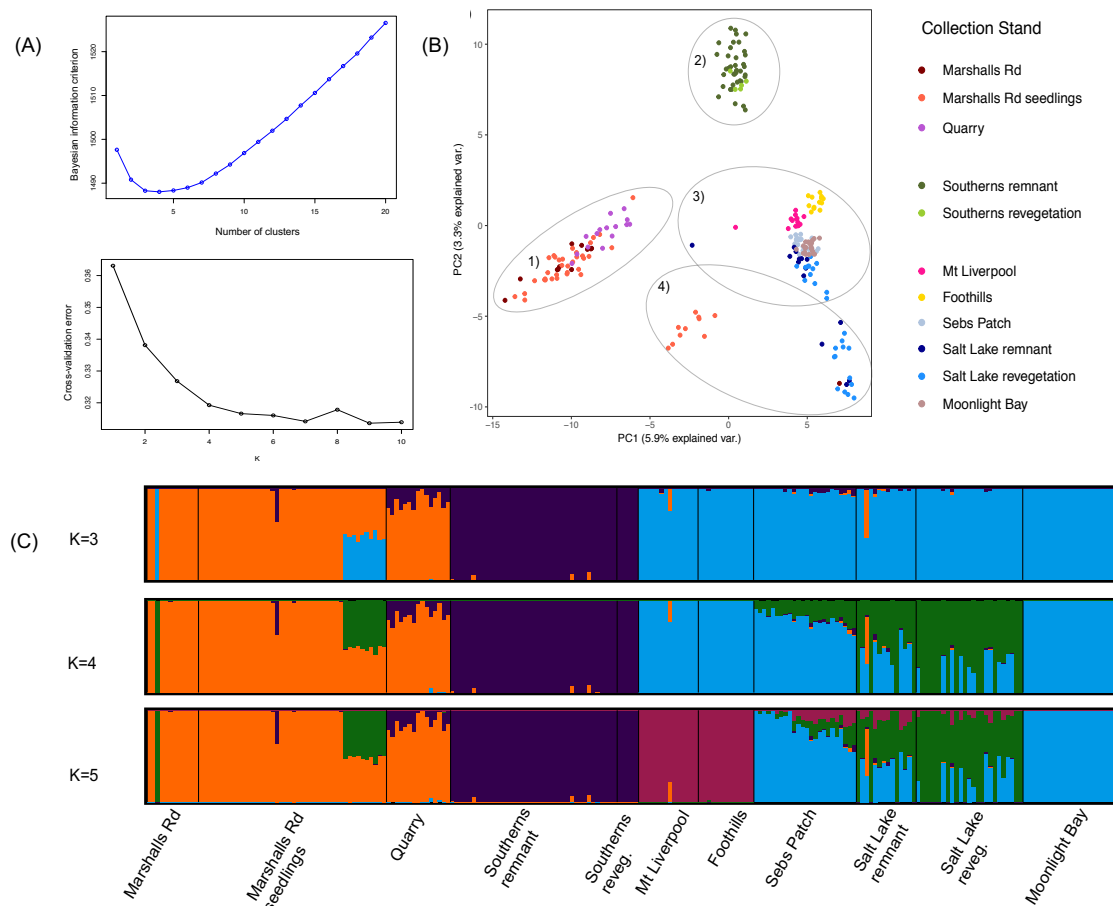 (A)
Bayesian information criterion
1520
1510
1500
1490
5
10
15
20
Number of clusters
Cross-validation error
0.36
0.35
0.34
0.33
0.32
2
4
6
8
10
K
(B)
PC2 (3.3% explained var.)
10
5
0
−5
−10
−15
−10
−5
0
5
PC1 (5.9% explained var.)
1)
2)
3)
4)
Collection Stand
Marshalls Rd
Marshalls Rd seedlings
Quarry
Southerns remnant
Southerns revegetation
Mt Liverpool
Foothills
Sebs Patch
Salt Lake remnant
Salt Lake revegetation
Moonlight Bay
(C)
K=3
K=4
K=5
Marshalls Rd
Marshalls Rd
seedlings
Quarry
Southerns
remnant
Southerns
reveg.
Mt Liverpool
Foothills
Sebs Patch
Salt Lake
remnant
Salt Lake
reveg.
Moonlight Bay